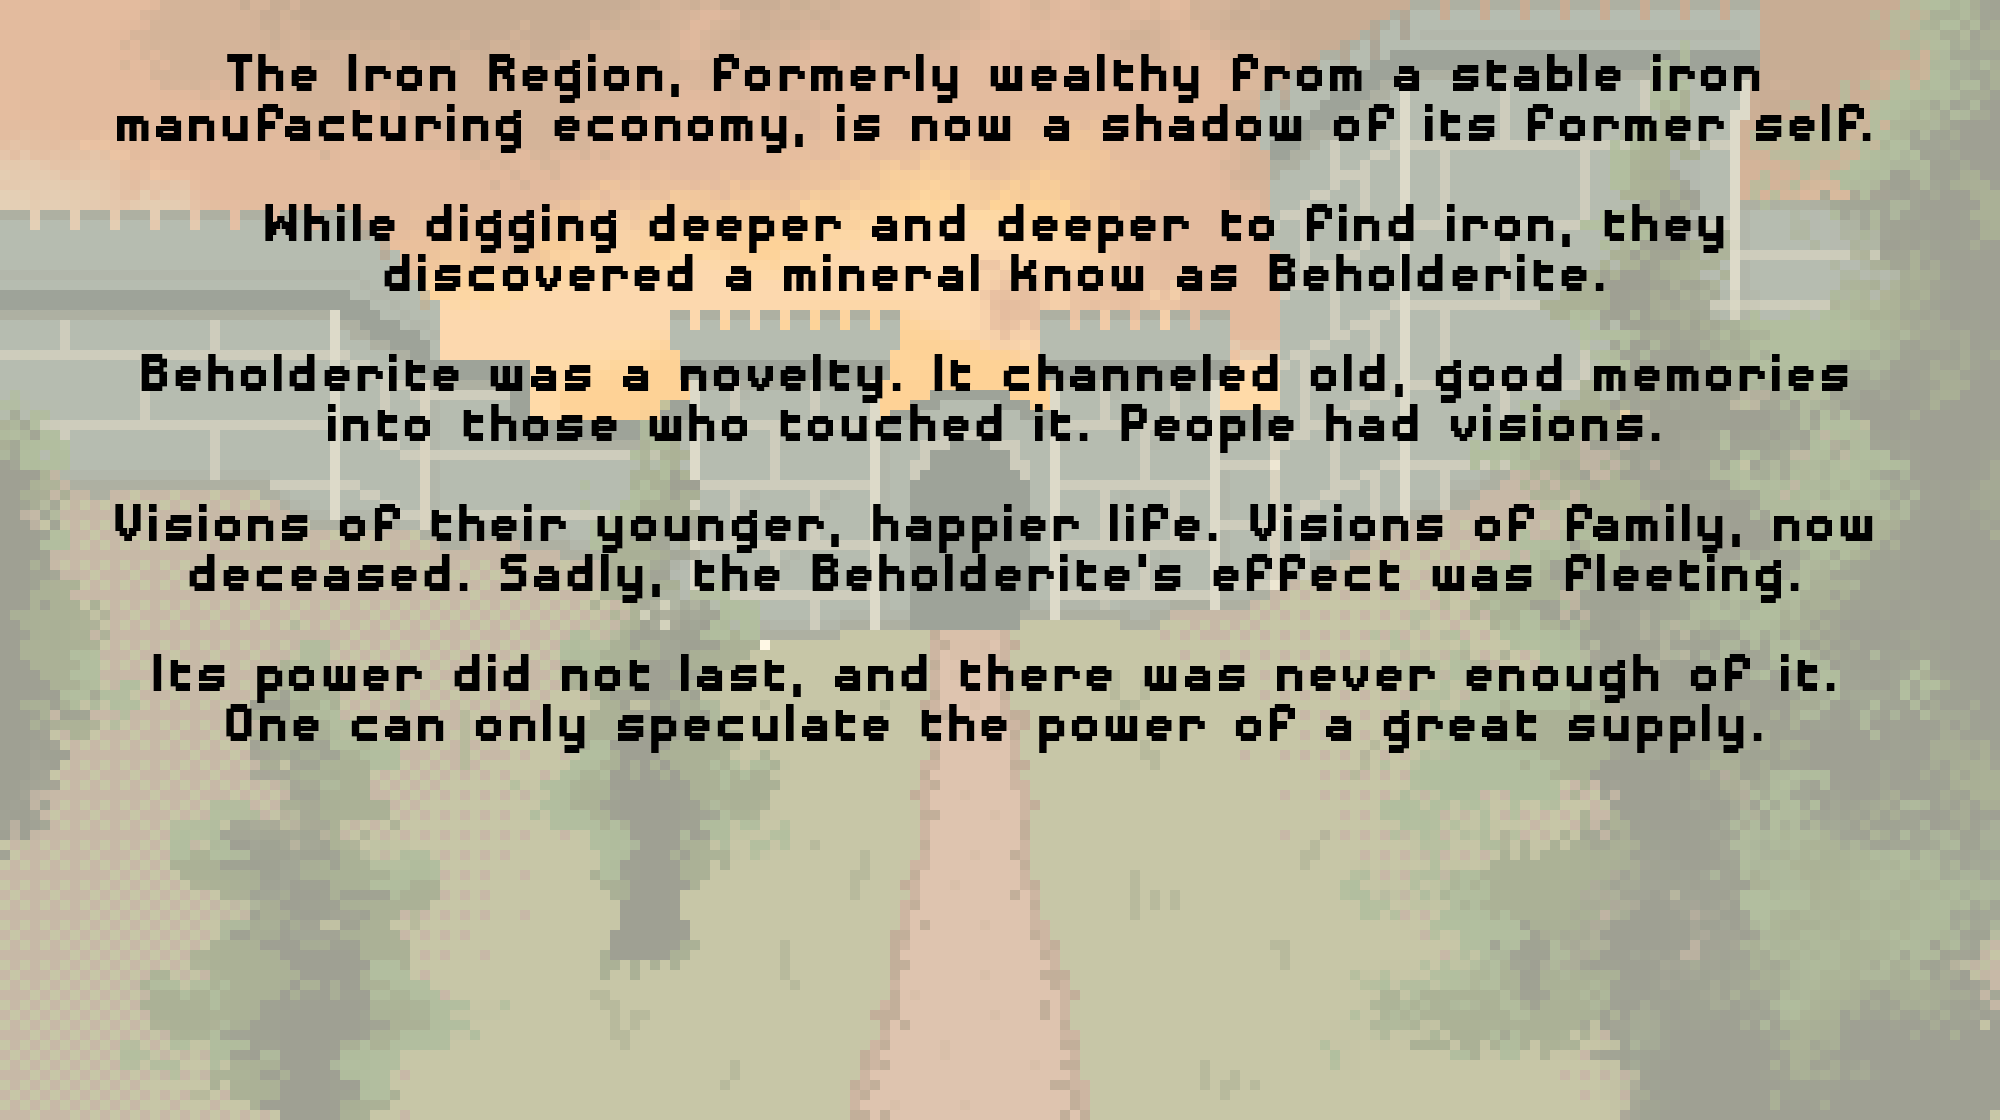 The Iron Region, formerly wealthy from a stable iron
manufacturing economy, is now a shadow of its former self.
While digging deeper and deeper to find iron, they
discovered a mineral know as Beholderite.
Beholderite was a novelty. It channeled old, good memories
into those who touched it. People had visions.
Visions of their younger, happier life. Visions of family, now
deceased. Sadly, the Beholderite's effect was fleeting.
Its power did not last, and there was never enough of it.
One can only speculate the power of a great supply.